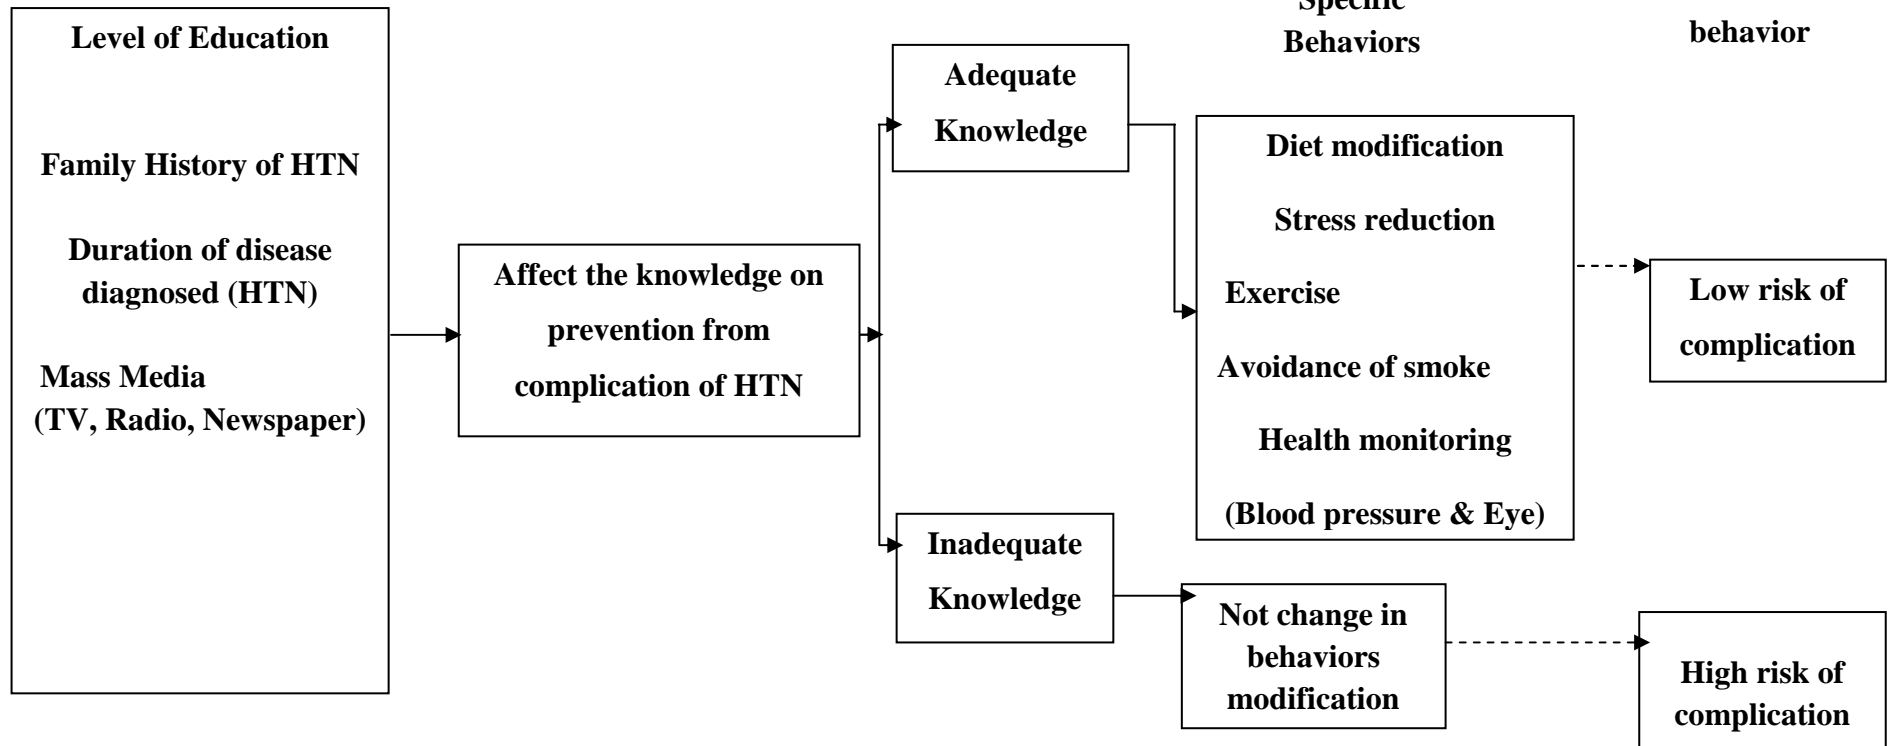 Level of Education
Family History of HTN
Duration of disease
diagnosed (HTN)
Mass Media
(TV, Radio, Newspaper)
Affect the knowledge on
prevention from
complication of HTN
Adequate
Knowledge
Inadequate
Knowledge
Specific
Behaviors
Diet modification
Stress reduction
Exercise
Avoidance of smoke
Health monitoring
(Blood pressure & Eye)
Not change in
behaviors
modification
behavior
Low risk of
complication
High risk of
complication